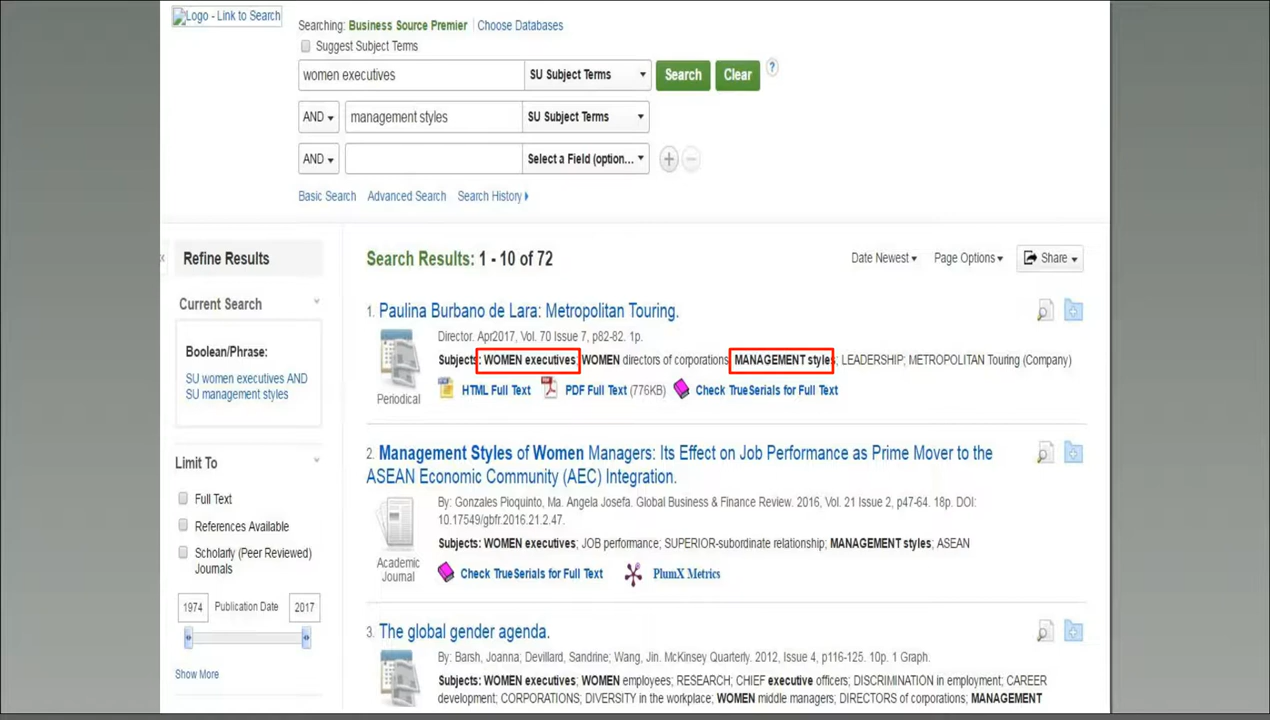 Logo - Link to Search
Searching: Business Source Premier Choose Databases
Suggest Subject Terms
women executives SU Subject Terms Search Clear ?
AND management styles SU Subject Terms
AND Select a Field (option...
Basic Search Advanced Search Search History
Refine Results
Current Search
Boolean/Phrase:
SU women executives AND
SU management styles
Limit To
Full Text
References Available
Scholarly (Peer Reviewed)
Journals
1974 Publication Date 2017
Show More
Search Results: 1 - 10 of 72 Date Newest Page Options Share
1. Paulina Burbano de Lara: Metropolitan Touring.
Director. Apr2017, Vol. 70 Issue 7, p82-82. 1p.
Subjects: WOMEN executives; WOMEN directors of corporations; MANAGEMENT styles; LEADERSHIP; METROPOLITAN Touring (Company)
Periodical
HTML Full Text PDF Full Text (776KB) Check TrueSerials for Full Text
2. Management Styles of Women Managers: Its Effect on Job Performance as Prime Mover to the
ASEAN Economic Community (AEC) Integration.
By: Gonzales Pioquinto, Ma. Angela Josefa. Global Business & Finance Review. 2016, Vol. 21 Issue 2, p47-64. 18p. DOI:
10.17549/gbfr.2016.21.2.47.
Subjects: WOMEN executives; JOB performance; SUPERIOR-subordinate relationship; MANAGEMENT styles; ASEAN
Academic
Journal
Check TrueSerials for Full Text PlumX Metrics
3. The global gender agenda.
By: Barsh, Joanna; Devillard, Sandrine; Wang, Jin. McKinsey Quarterly. 2012, Issue 4, p116-125. 10p. 1 Graph.
Subjects: WOMEN executives; WOMEN employees; RESEARCH; CHIEF executive officers; DISCRIMINATION in employment; CAREER
development; CORPORATIONS; DIVERSITY in the workplace; WOMEN middle managers; DIRECTORS of corporations; MANAGEMENT